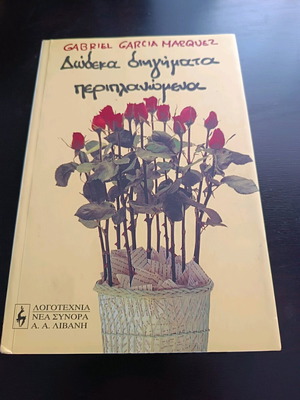 GABRIEL GARCIA MARQUEZ
Δώδεκα διηγήματα
περιπλανώμενα
ΛΟΓΟΤΕΧΝΙΑ
ΝΕΑ ΣΥΝΟΡΑ
Α. Α. ΛΙΒΑΝΗ